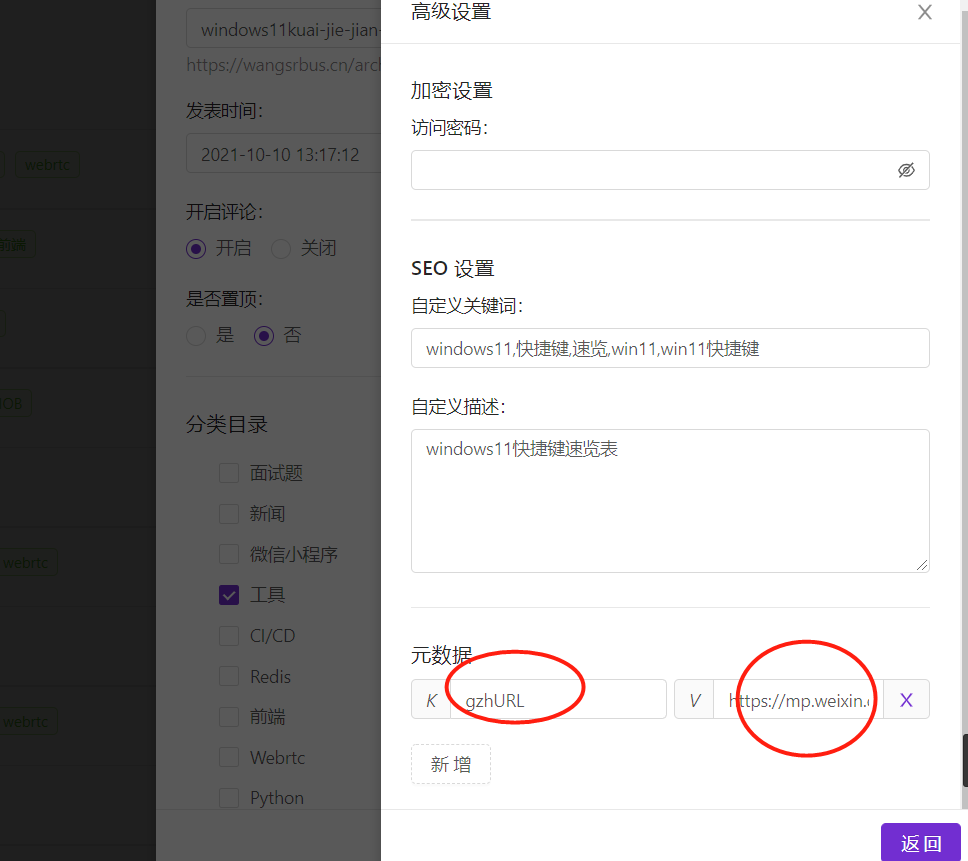 高级设置
X
加密设置
访问密码:
SEO 设置
自定义关键词:
windows11,快捷键,速览,win11,win11快捷键
自定义描述:
windows11快捷键速览表
元数据
K
gzhURL
V
https://mp.weixin.
X
新 增
返 回
windows11kuai-jie-jian-
https://wangsrbus.cn/arch
发表时间:
2021-10-10 13:17:12
开启评论:
开启 关闭
是否置顶:
是 否
分类目录
面试题
新闻
微信小程序
工具
CI/CD
Redis
前端
Webrtc
Python
webrtc
前端
webrtc
webrtc